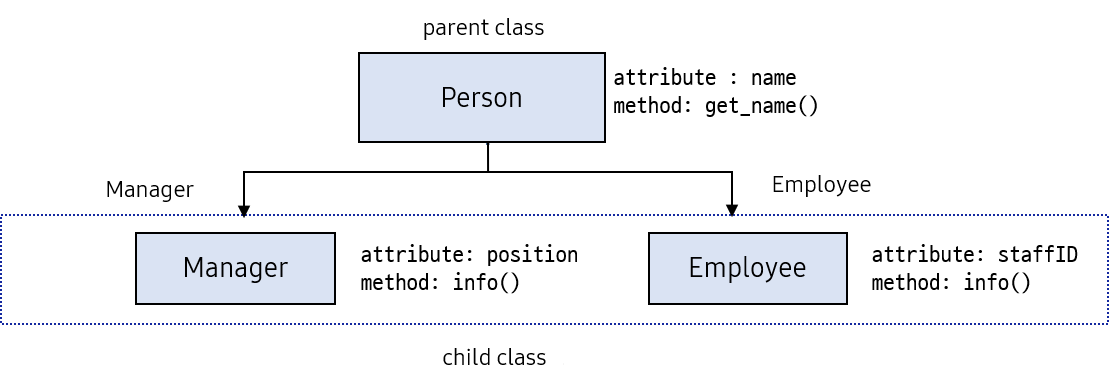 parent class
Person
attribute : name
method: get_name()
Manager
Employee
Manager
attribute: position
method: info()
Employee
attribute: staffID
method: info()
child class